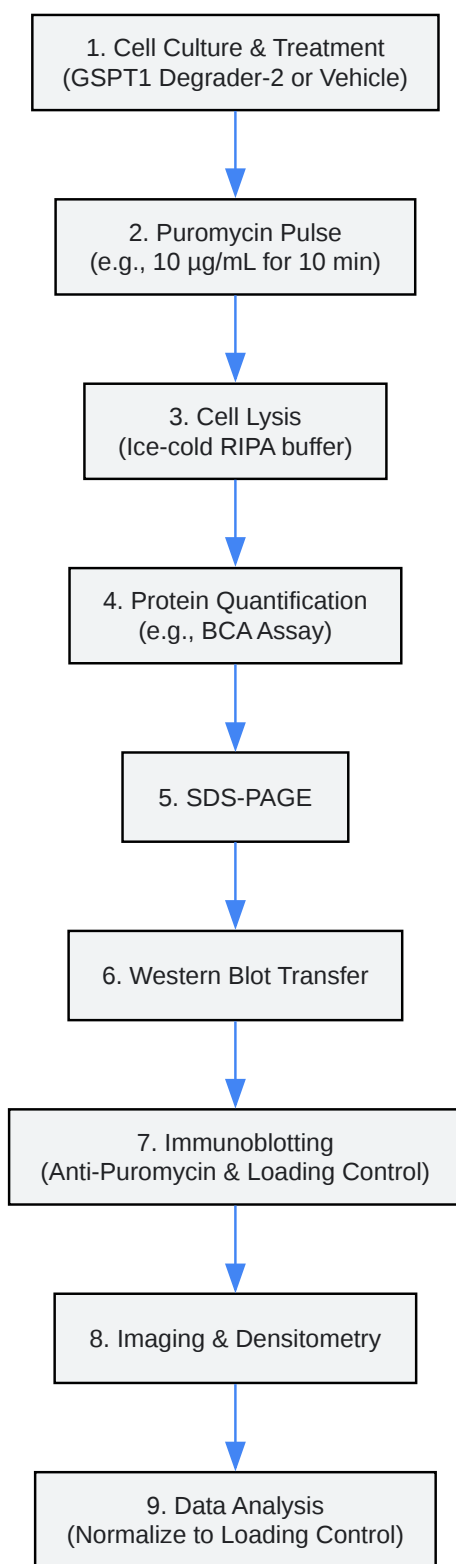 1. Cell Culture & Treatment
(GSPT1 Degrader-2 or Vehicle)
2. Puromycin Pulse
(e.g., 10 µg/mL for 10 min)
3. Cell Lysis
(Ice-cold RIPA buffer)
4. Protein Quantification
(e.g., BCA Assay)
5. SDS-PAGE
6. Western Blot Transfer
7. Immunoblotting
(Anti-Puromycin & Loading Control)
8. Imaging & Densitometry
9. Data Analysis
(Normalize to Loading Control)